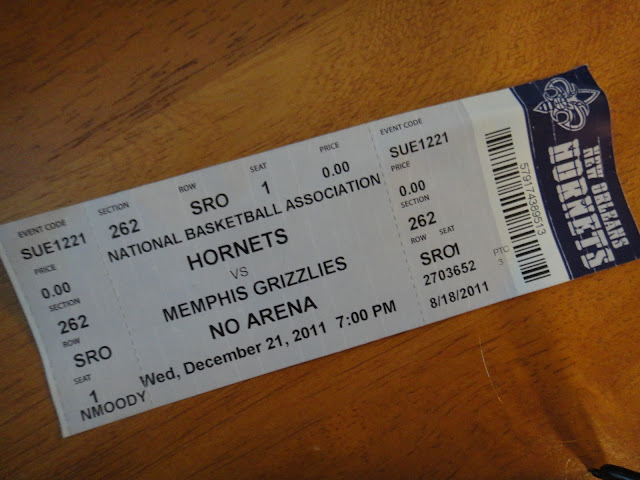 EVENT CODE
SUE1221
PRICE
0.00
SECTION
262
ROW
SRO
SEAT
1
NMOODY
SECTION ROW SEAT PRICE
262 SRO 1 0.00
NATIONAL BASKETBALL ASSOCIATION
HORNETS
VS
MEMPHIS GRIZZLIES
NO ARENA
Wed, December 21, 2011 7:00 PM
EVENT CODE
SUE1221
PRICE
0.00
SECTION
262
ROW SEAT
SRO1
2703652
8/18/2011
PTC
3
579174389513
NEW ORLEANS
HORNETS